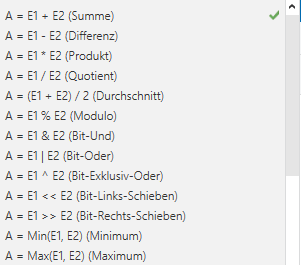 A = E1 + E2 (Summe)
A = E1 - E2 (Differenz)
A = E1 * E2 (Produkt)
A = E1 / E2 (Quotient)
A = (E1 + E2) / 2 (Durchschnitt)
A = E1 % E2 (Modulo)
A = E1 & E2 (Bit-Und)
A = E1 | E2 (Bit-Oder)
A = E1 ^ E2 (Bit-Exklusiv-Oder)
A = E1 << E2 (Bit-Links-Schieben)
A = E1 >> E2 (Bit-Rechts-Schieben)
A = Min(E1, E2) (Minimum)
A = Max(E1, E2) (Maximum)